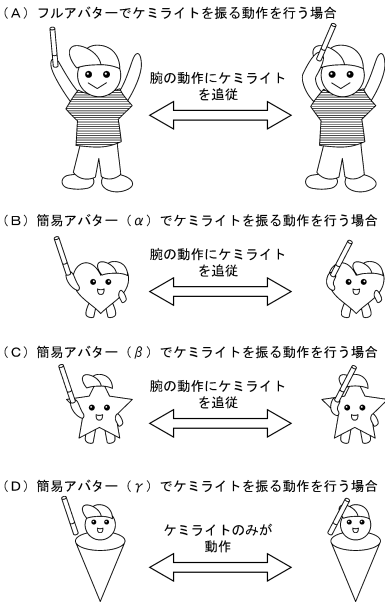 （Ａ）フルアバターでケミライトを振る動作を行う場合
腕の動作にケミライト
を追従
（Ｂ）簡易アバター（α）でケミライトを振る動作を行う場合
腕の動作にケミライト
を追従
（Ｃ）簡易アバター（β）でケミライトを振る動作を行う場合
腕の動作にケミライト
を追従
（Ｄ）簡易アバター（γ）でケミライトを振る動作を行う場合
ケミライトのみが
動作